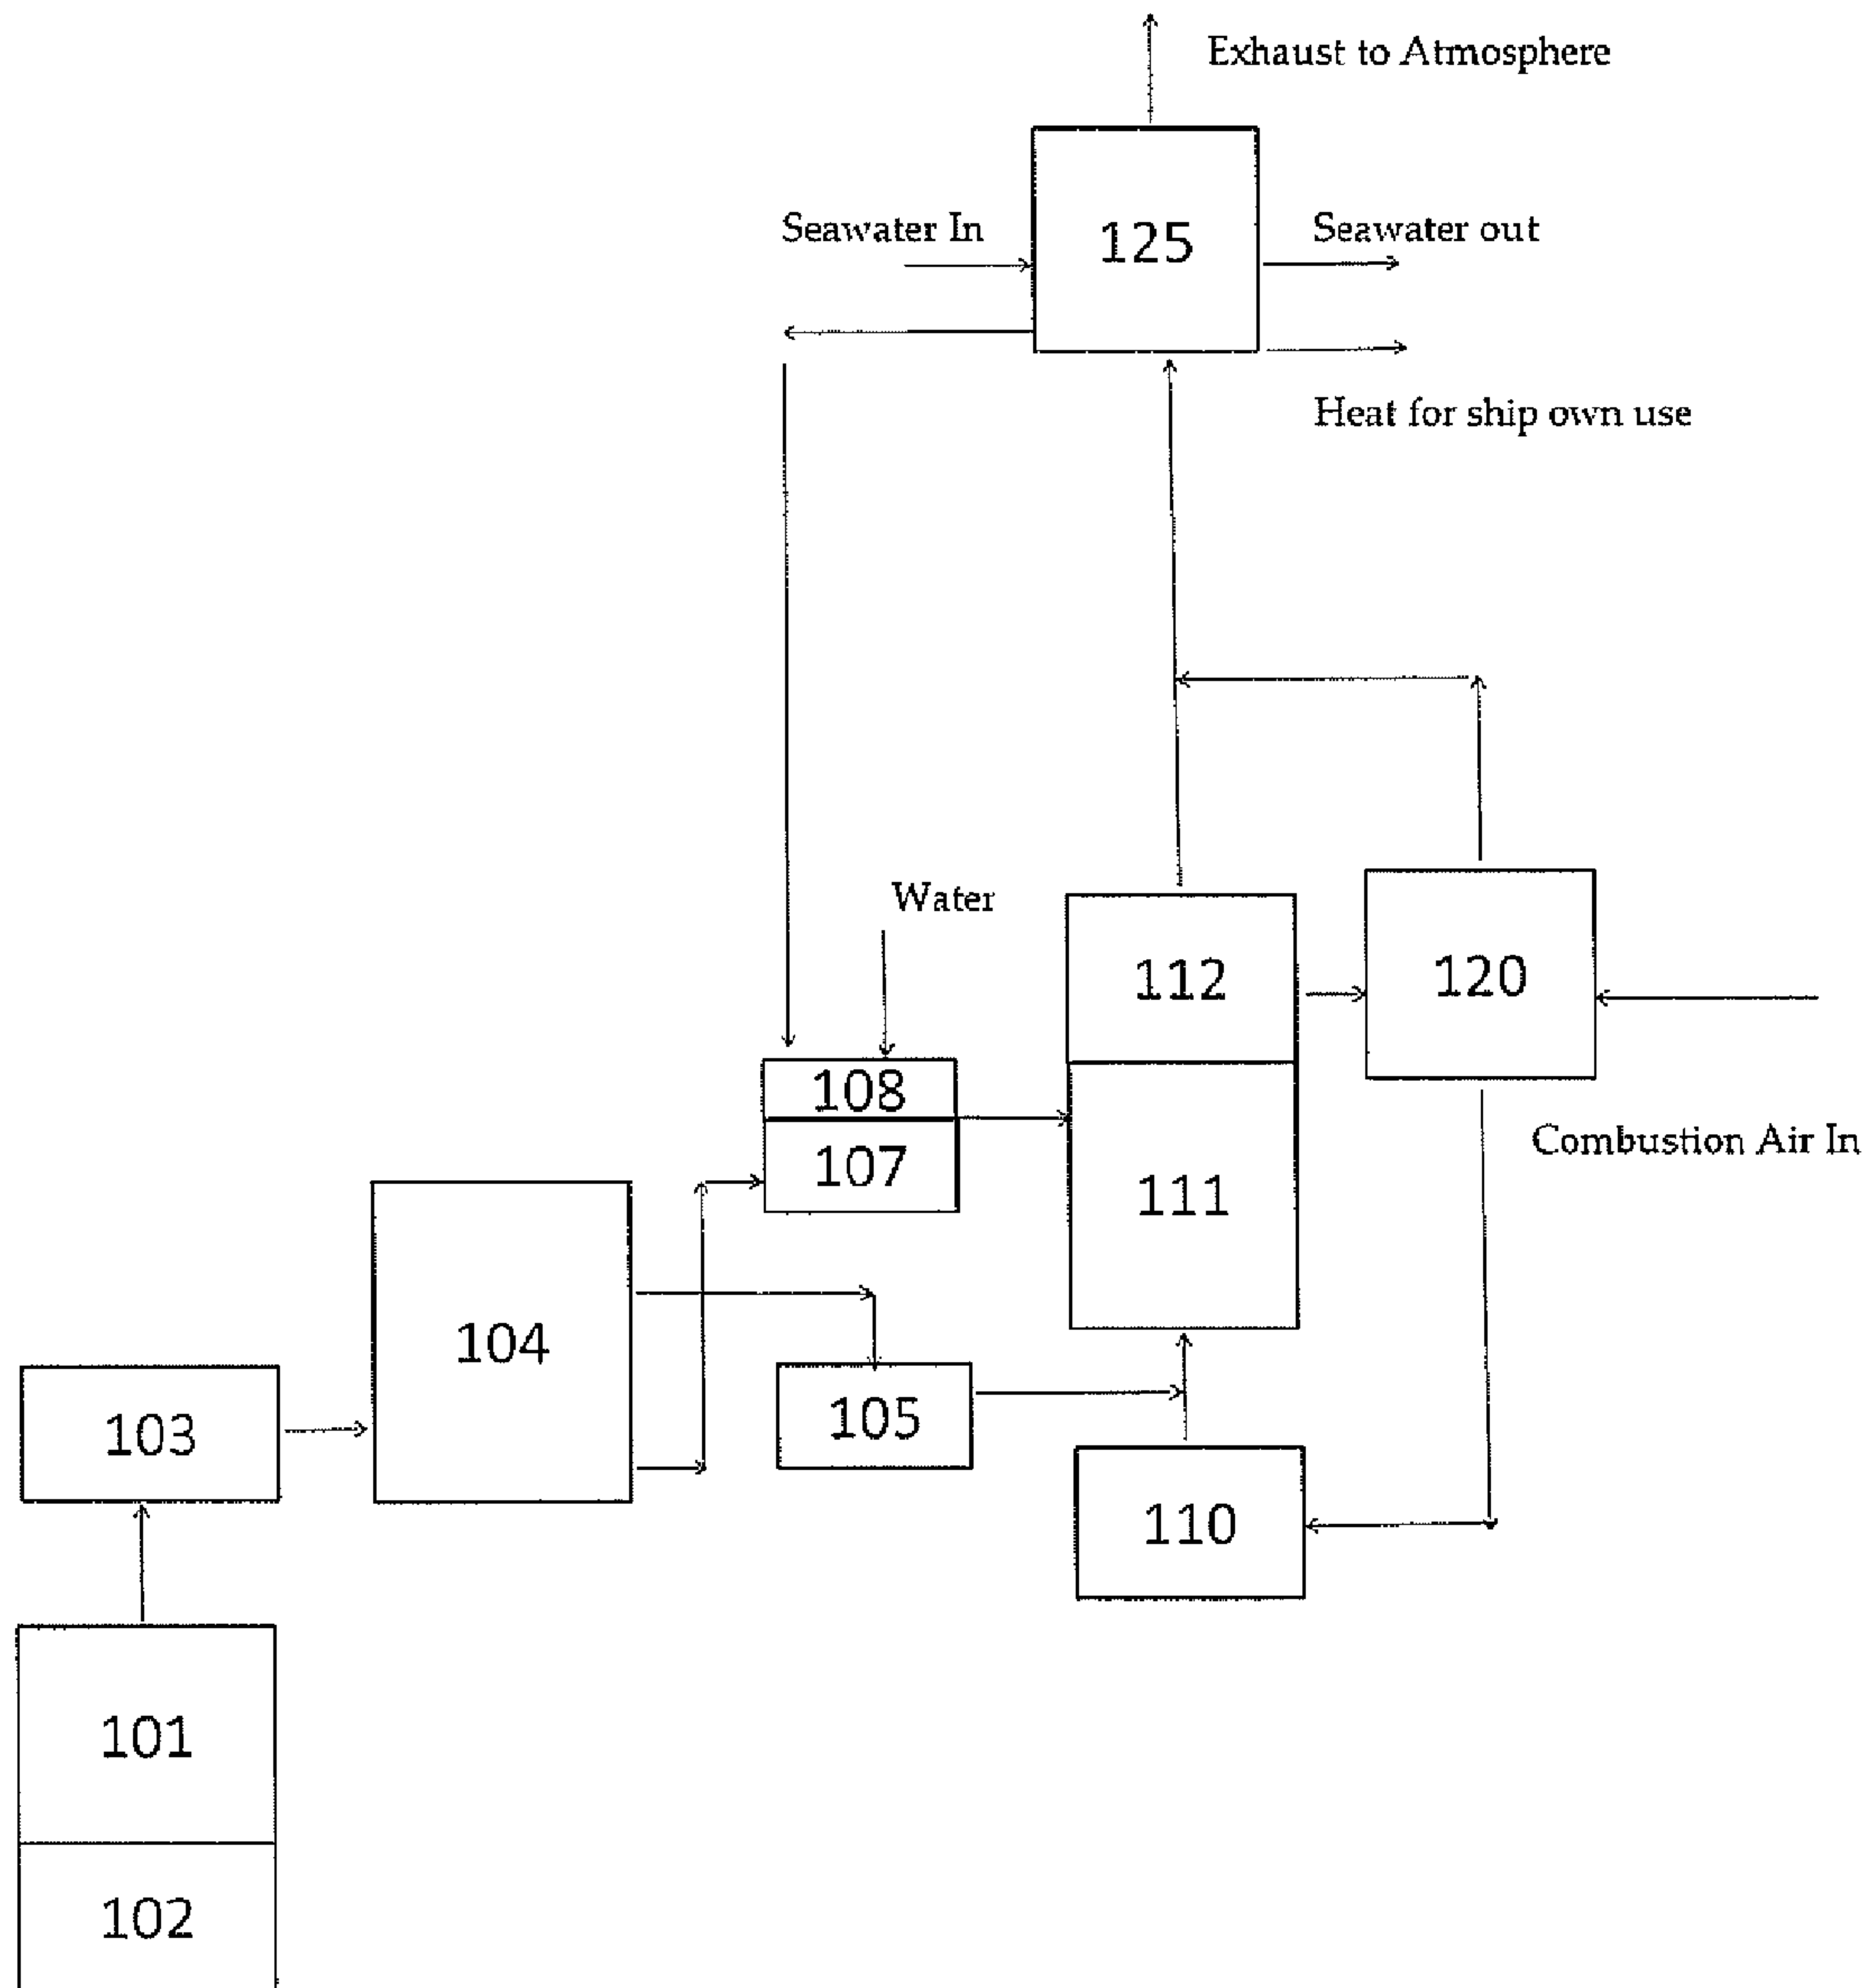 Exhaust to Atmosphere
125
Seawater In
Seawater out
Heat for ship own use
Water
112
120
108
107
111
Combustion Air In
104
103
105
110
101
102